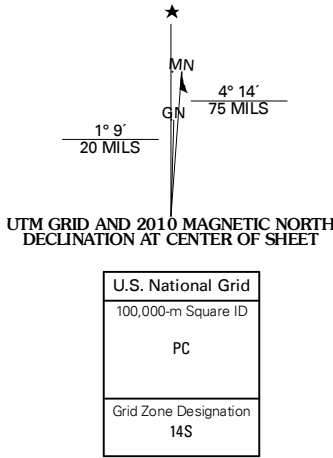 MN
4° 14´
75 MILS
GN
1° 9´
20 MILS
UTM GRID AND 2010 MAGNETIC NORTH
DECLINATION AT CENTER OF SHEET
U.S. National Grid
100,000-m Square ID
PC
Grid Zone Designation
14S